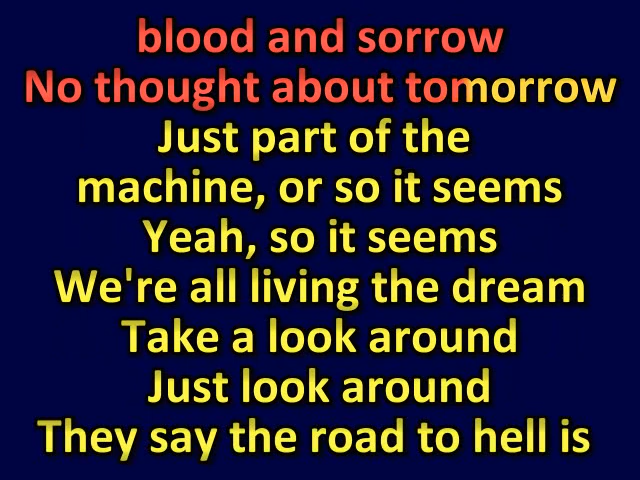 blood and sorrow
No thought about tomorrow
Just part of the
machine, or so it seems
Yeah, so it seems
We're all living the dream
Take a look around
Just look around
They say the road to hell is